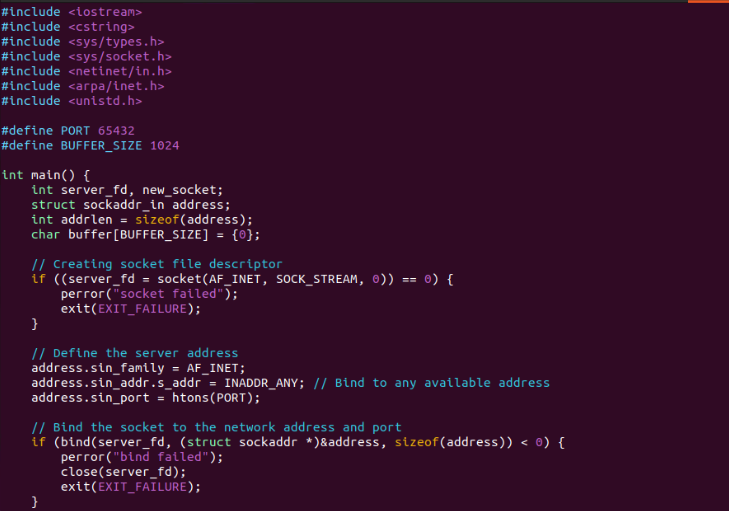 #include <iostream>
#include <cstring>
#include <sys/types.h>
#include <sys/socket.h>
#include <netinet/in.h>
#include <arpa/inet.h>
#include <unistd.h>

#define PORT 65432
#define BUFFER_SIZE 1024

int main() {
    int server_fd, new_socket;
    struct sockaddr_in address;
    int addrlen = sizeof(address);
    char buffer[BUFFER_SIZE] = {0};

    // Creating socket file descriptor
    if ((server_fd = socket(AF_INET, SOCK_STREAM, 0)) == 0) {
        perror("socket failed");
        exit(EXIT_FAILURE);
    }

    // Define the server address
    address.sin_family = AF_INET;
    address.sin_addr.s_addr = INADDR_ANY; // Bind to any available address
    address.sin_port = htons(PORT);

    // Bind the socket to the network address and port
    if (bind(server_fd, (struct sockaddr *)&address, sizeof(address)) < 0) {
        perror("bind failed");
        close(server_fd);
        exit(EXIT_FAILURE);
    }